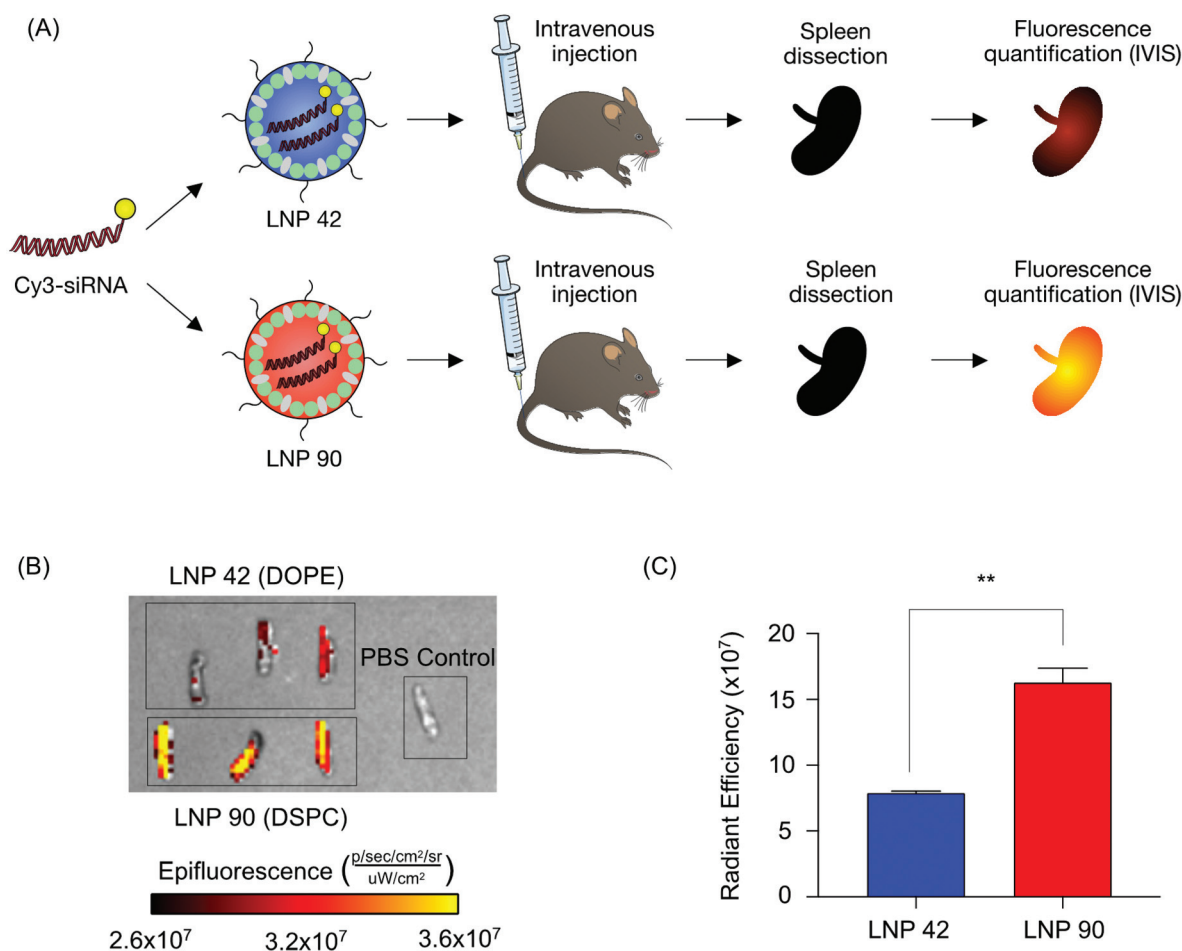 (A)
Intravenous
injection
Spleen
dissection
Fluorescence
quantification (IVIS)
LNP 42
Cy3-siRNA
Intravenous
injection
Spleen
dissection
Fluorescence
quantification (IVIS)
LNP 90
(B)
LNP 42 (DOPE)
PBS Control
LNP 90 (DSPC)
Epifluorescence (p/sec/cm²/sr
uW/cm²)
2.6x10⁷ 3.2x10⁷ 3.6x10⁷
(C)
**
Radiant Efficiency (x10⁷)
20
15
10
5
0
LNP 42 LNP 90